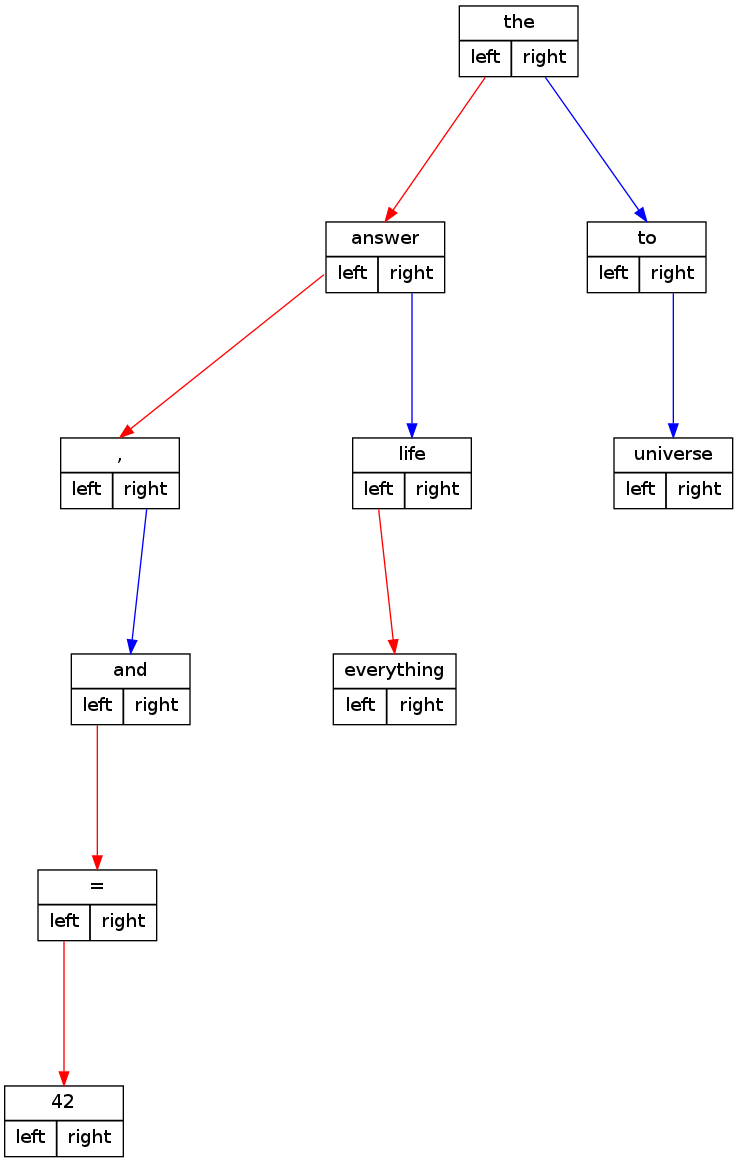 the
left right
answer
left right
to
left right
,
left right
life
left right
universe
left right
and
left right
everything
left right
=
left right
42
left right